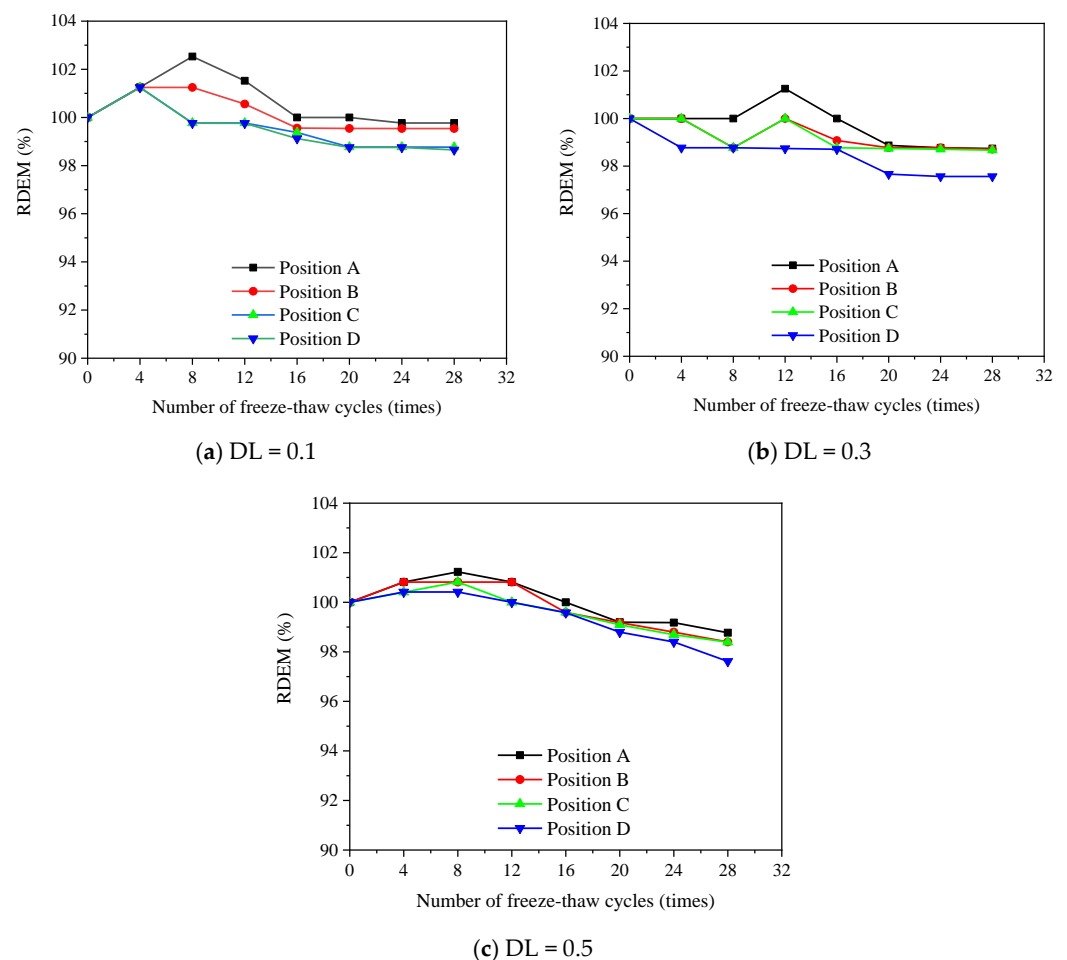 104
102
100
98
96
94
92
90
RDEM (%)
Position A
Position B
Position C
Position D
0 4 8 12 16 20 24 28 32
Number of freeze-thaw cycles (times)
(a) DL = 0.1
104
102
100
98
96
94
92
90
RDEM (%)
Position A
Position B
Position C
Position D
0 4 8 12 16 20 24 28 32
Number of freeze-thaw cycles (times)
(b) DL = 0.3
104
102
100
98
96
94
92
90
RDEM (%)
Position A
Position B
Position C
Position D
0 4 8 12 16 20 24 28 32
Number of freeze-thaw cycles (times)
(c) DL = 0.5